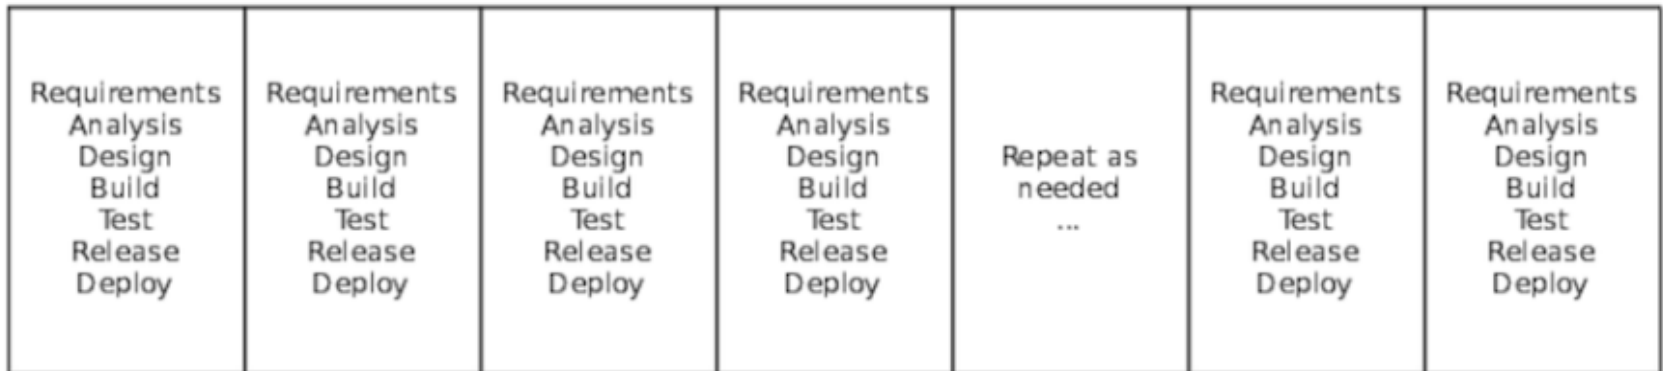 Requirements
Analysis
Design
Build
Test
Release
Deploy
Requirements
Analysis
Design
Build
Test
Release
Deploy
Requirements
Analysis
Design
Build
Test
Release
Deploy
Requirements
Analysis
Design
Build
Test
Release
Deploy
Repeat as
needed
...
Requirements
Analysis
Design
Build
Test
Release
Deploy
Requirements
Analysis
Design
Build
Test
Release
Deploy